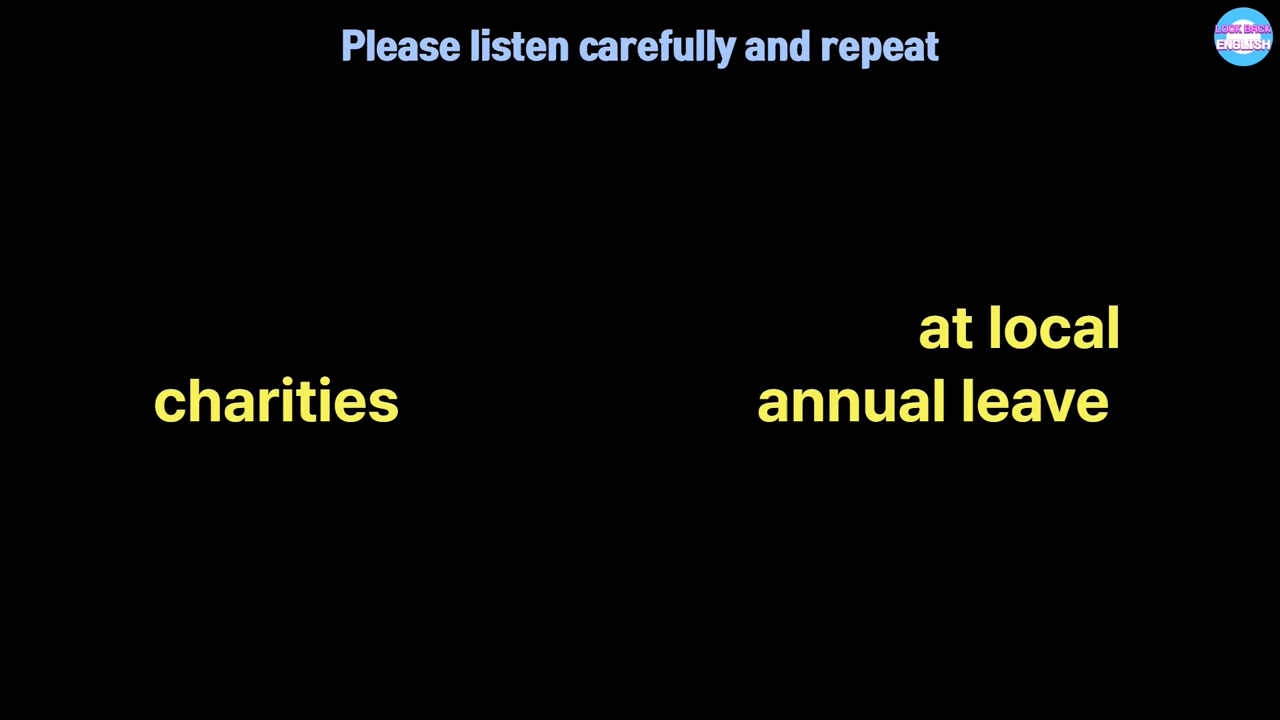 Please listen carefully and repeat
LOOK BACK
ENGLISH
at local
charities annual leave